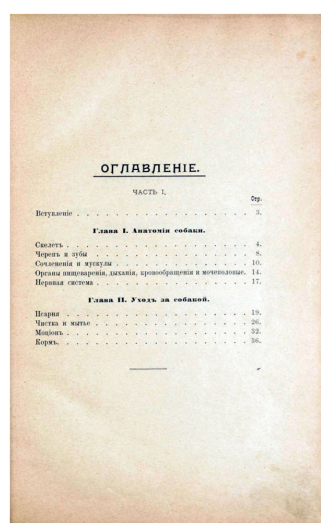 ОГЛАВЛЕНІЕ.
ЧАСТЬ I.
Стр.
Вступленіе . . . . . . . . . . . . . . . . . . 3.
Глава I. Анатомія собаки.
Скелетъ . . . . . . . . . . . . . . . . . . . 4.
Черепъ и зубы . . . . . . . . . . . . . . . . 8.
Сочлененія и мускулы . . . . . . . . . . . . . 10.
Органы пищеваренія, дыханія, кровообращенія и мочеполовые. 14.
Нервная система . . . . . . . . . . . . . . . 17.
Глава II. Уходъ за собакой.
Псарня . . . . . . . . . . . . . . . . . . . 19.
Чистка и мытье . . . . . . . . . . . . . . . 26.
Моціонъ . . . . . . . . . . . . . . . . . . . 32.
Кормъ. . . . . . . . . . . . . . . . . . . . 36.